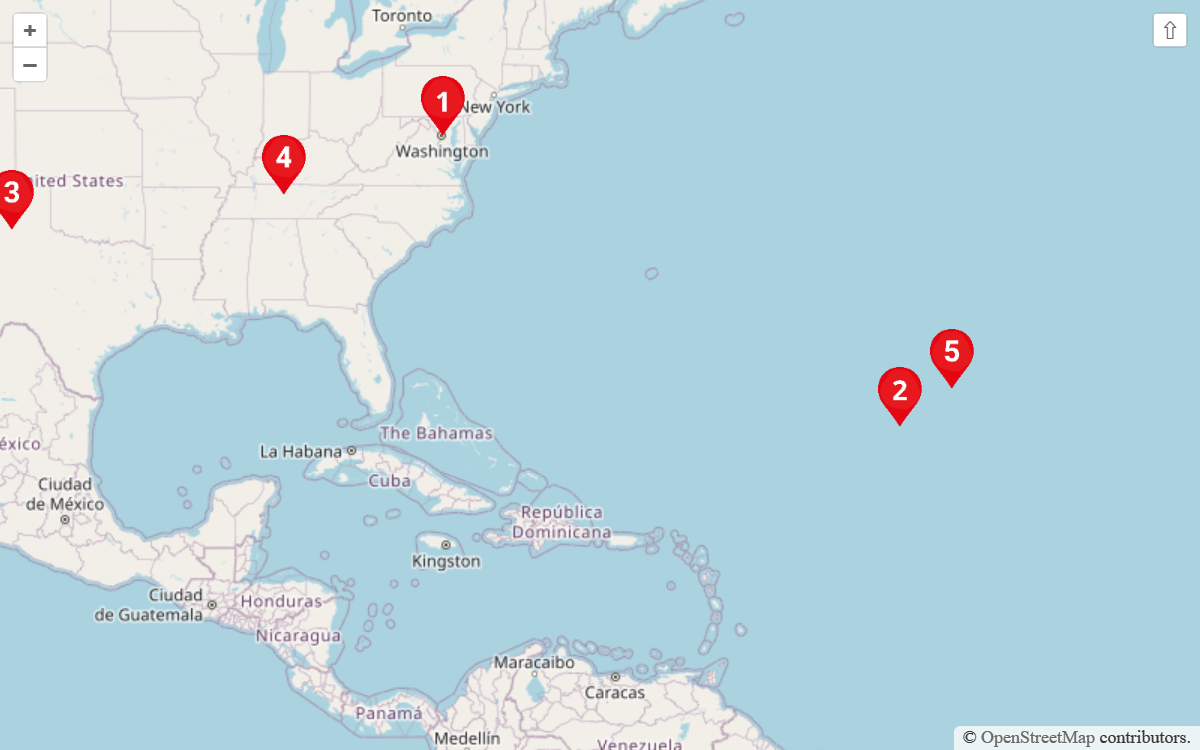 +
−
⇧
Toronto
1
New York
Washington
4
ited States
3
5
2
The Bahamas
La Habana
Cuba
éxico
Ciudad
de México
República
Dominicana
Kingston
Ciudad
de Guatemala
Honduras
Nicaragua
Maracaibo
Caracas
Panamá
Medellín
Venezuela
© OpenStreetMap contributors.